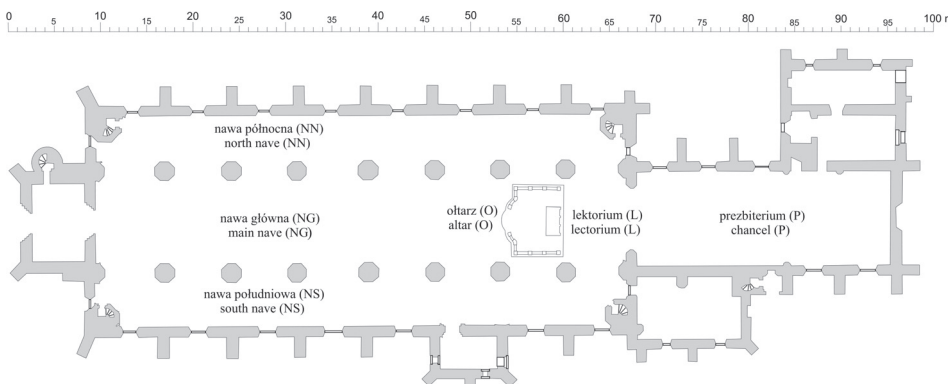 0 5 10 15 20 25 30 35 40 45 50 55 60 65 70 75 80 85 90 95 100 m
nawa północna (NN)
north nave (NN)
ołtarz (O)
altar (O)
lektorium (L)
lectorium (L)
nawa główna (NG)
main nave (NG)
prezbiterium (P)
chancel (P)
nawa południowa (NS)
south nave (NS)